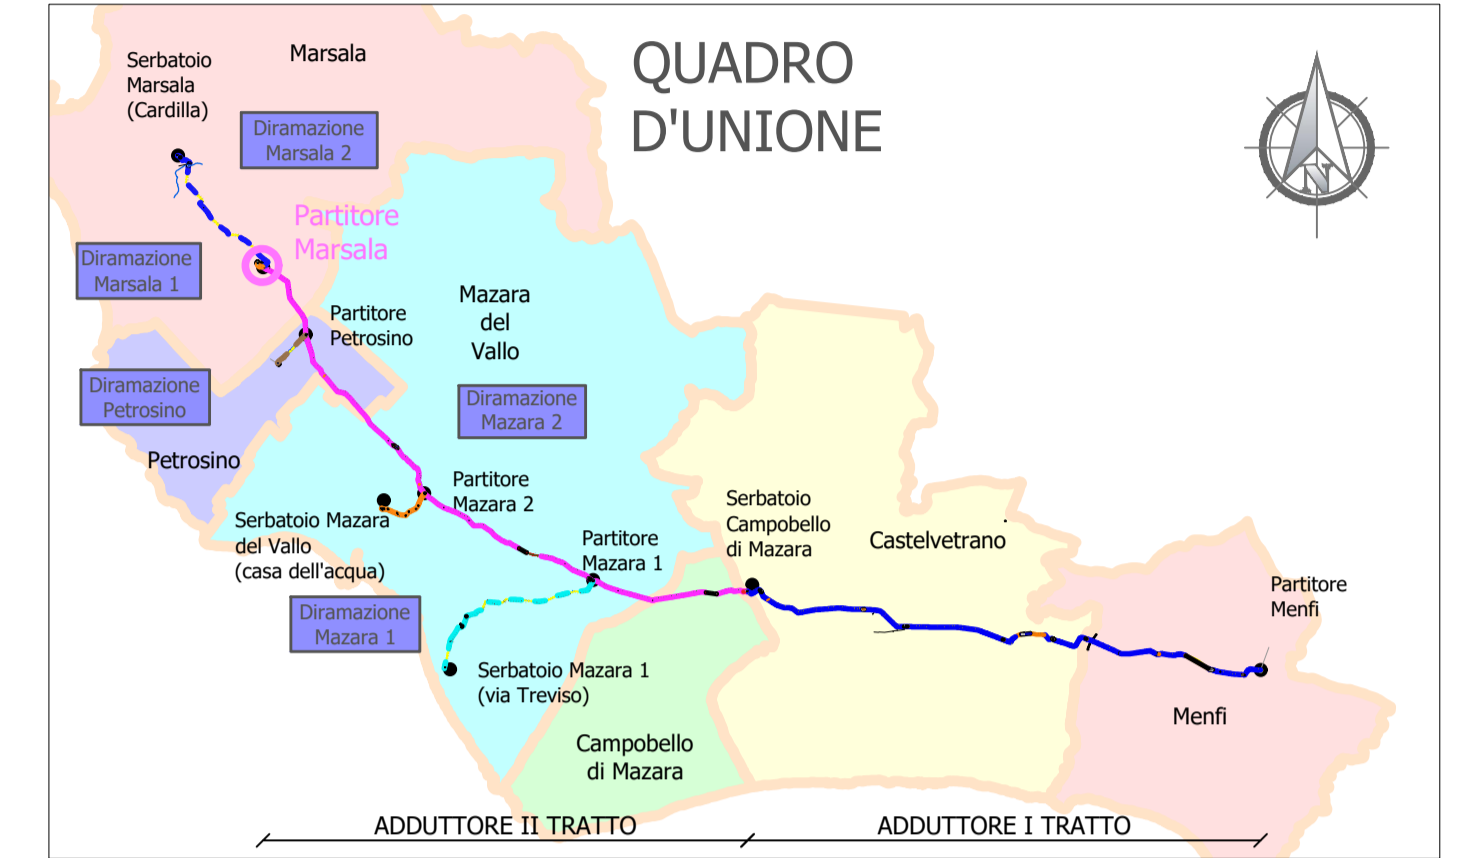 QUADRO
D'UNIONE
Marsala
Serbatoio
Marsala
(Cardilla)
Diramazione
Marsala 2
Partitore
Marsala
Diramazione
Marsala 1
Partitore
Petrosino
Mazara
del
Vallo
Diramazione
Petrosino
Diramazione
Mazara 2
Petrosino
Partitore
Mazara 2
Serbatoio Mazara
del Vallo
(casa dell'acqua)
Partitore
Mazara 1
Serbatoio
Campobello
di Mazara
Castelvetrano
Partitore
Menfi
Diramazione
Mazara 1
Serbatoio Mazara 1
(via Treviso)
Campobello
di Mazara
Menfi
ADDUTTORE II TRATTO
ADDUTTORE I TRATTO
N